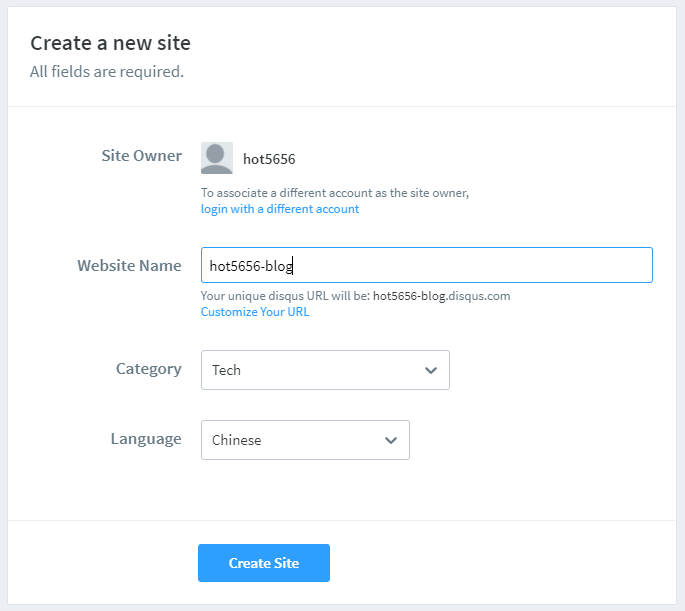 Create a new site
All fields are required.
Site Owner
hot5656
To associate a different account as the site owner,
login with a different account
Website Name
hot5656-blog
Your unique disqus URL will be: hot5656-blog.disqus.com
Customize Your URL
Category
Tech
Language
Chinese
Create Site